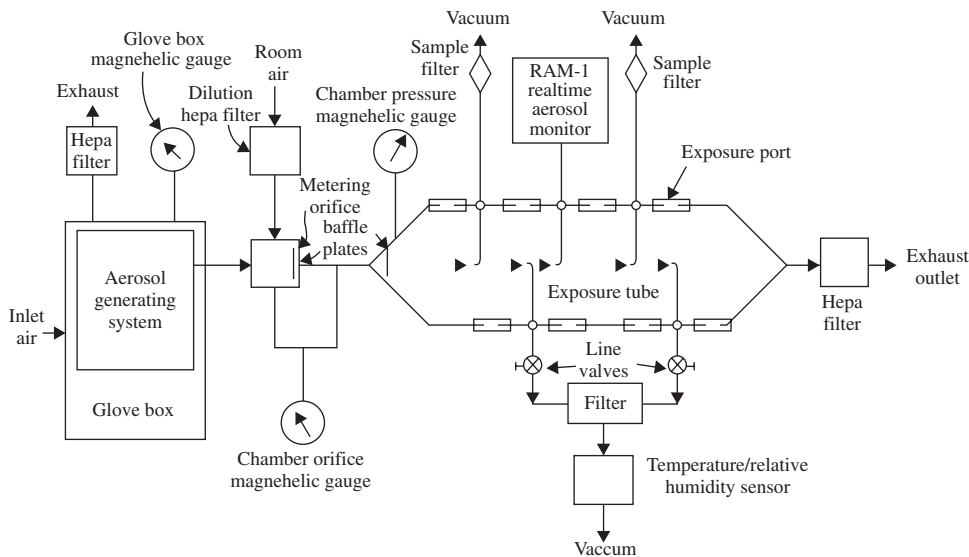 Glove box
magnehelic gauge
Exhaust
Hepa
filter
Room
air
Dilution
hepa filter
Chamber pressure
magnehelic gauge
Vacuum
Sample
filter
RAM-1
realtime
aerosol
monitor
Vacuum
Sample
filter
Exposure port
Metering
orifice
baffle
plates
Aerosol
generating
system
Inlet
air
Glove box
Exposure tube
Hepa
filter
Exhaust
outlet
Line
valves
Filter
Chamber orifice
magnehelic gauge
Temperature/relative
humidity sensor
Vaccum